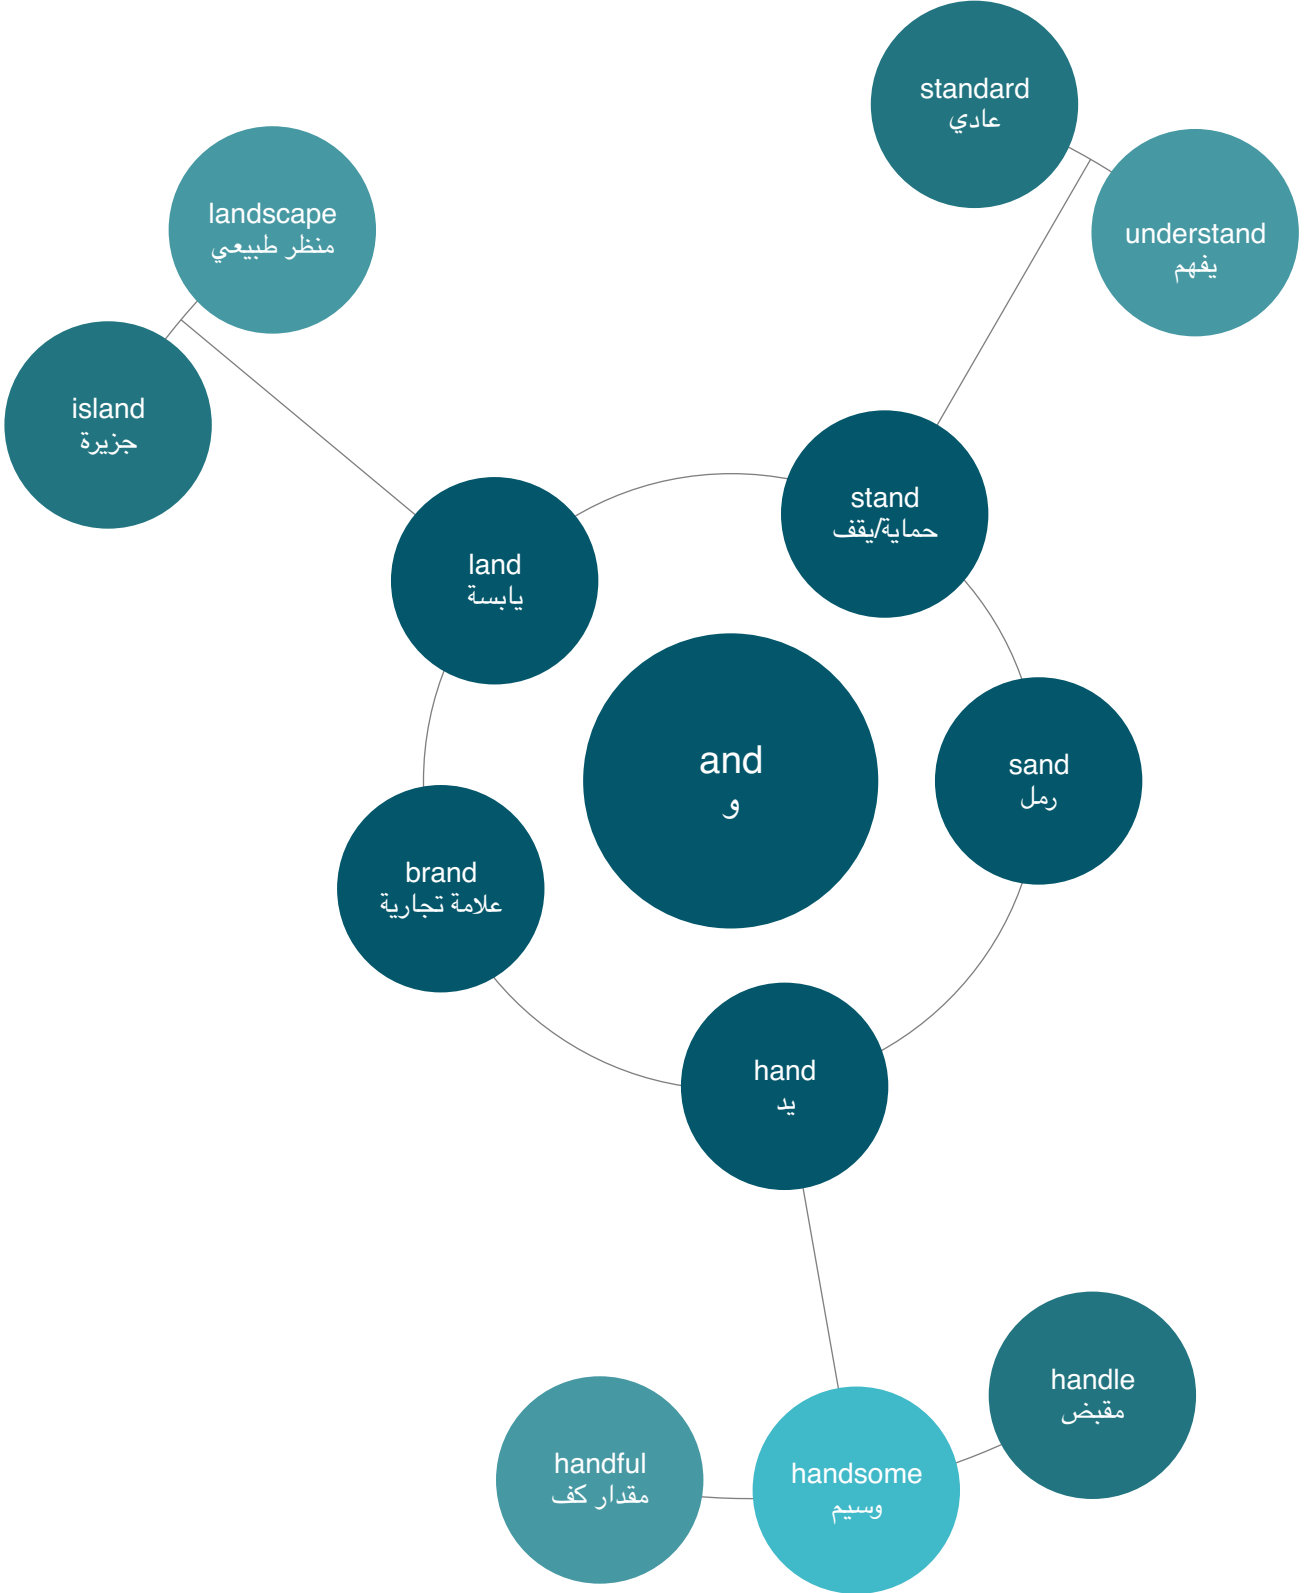 standard
عادي
landscape
منظر طبيعي
understand
يفهم
island
جزيرة
stand
حماية/يقف
land
يابسة
and
و
sand
رمل
brand
علامة تجارية
hand
يد
handle
مقبض
handful
مقدار كف
handsome
وسيم